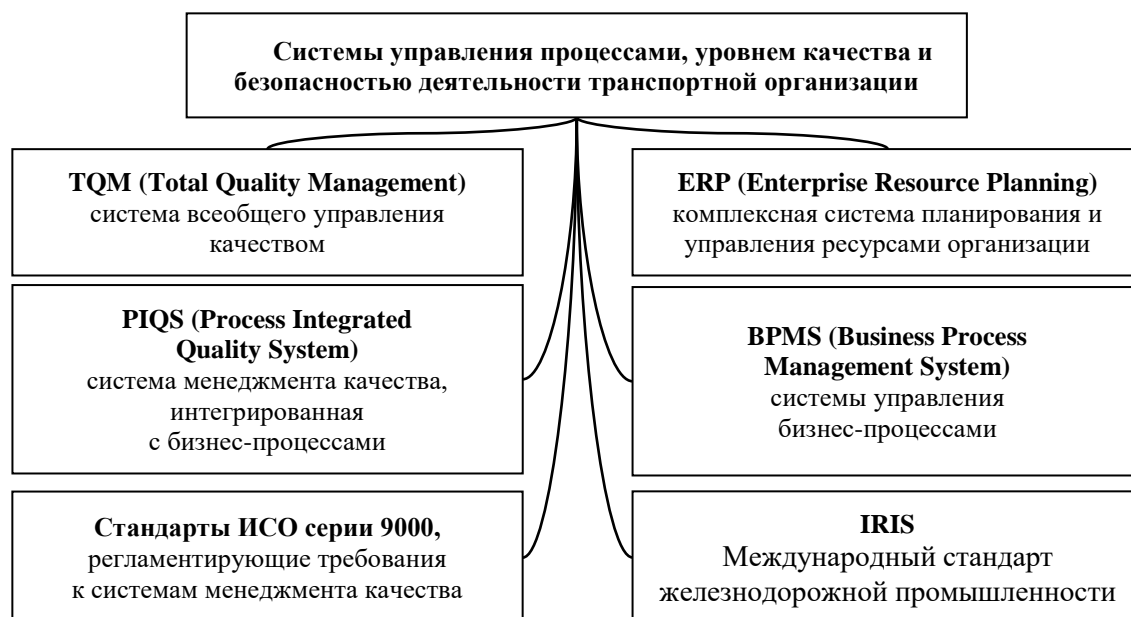 Системы управления процессами, уровнем качества и
безопасностью деятельности транспортной организации
TQM (Total Quality Management)
система всеобщего управления
качеством
ERP (Enterprise Resource Planning)
комплексная система планирования и
управления ресурсами организации
PIQS (Process Integrated
Quality System)
система менеджмента качества,
интегрированная
с бизнес-процессами
BPMS (Business Process
Management System)
системы управления
бизнес-процессами
Стандарты ИСО серии 9000,
регламентирующие требования
к системам менеджмента качества
IRIS
Международный стандарт
железнодорожной промышленности